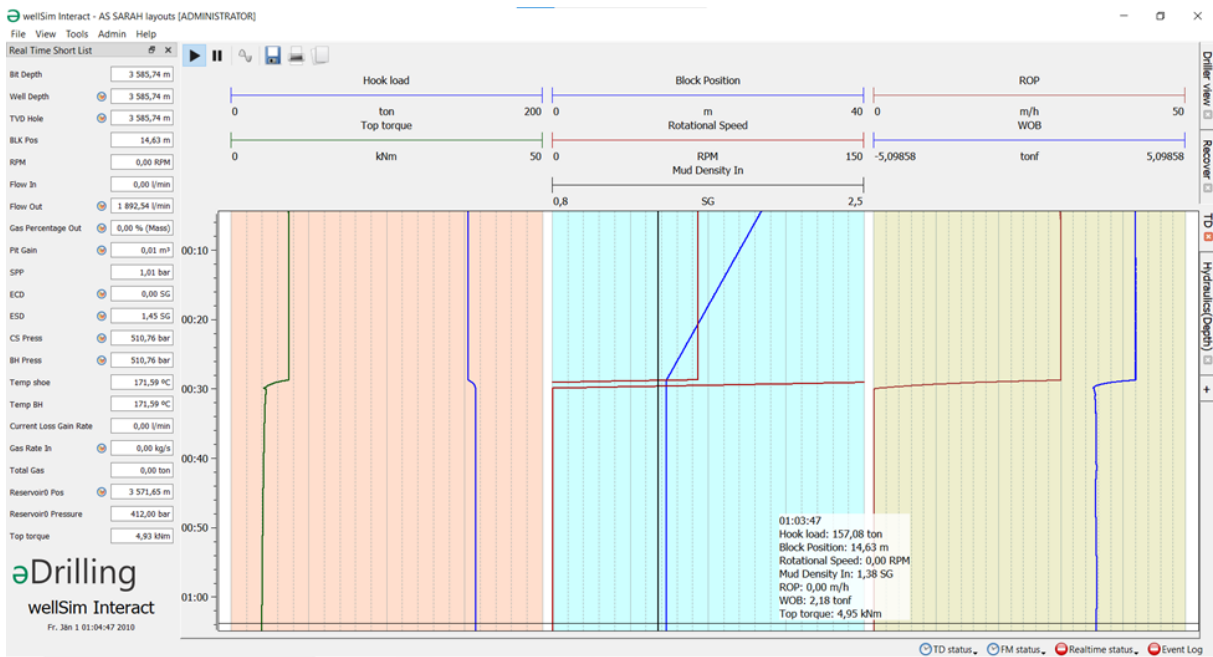 wellSim Interact - AS SARAH layouts [ADMINISTRATOR]
File View Tools Admin Help
Real Time Short List
Bit Depth 3 585,74 m
Well Depth 3 585,74 m
TVD Hole 3 585,74 m
BLK Pos 14,63 m
RPM 0,00 RPM
Flow In 0,00 l/min
Flow Out 1 892,54 l/min
Gas Percentage Out 0,00 % (Mass)
Pit Gain 0,01 m³
SPP 1,01 bar
ECD 0,00 SG
ESD 1,45 SG
CS Press 510,76 bar
BH Press 510,76 bar
Temp shoe 171,59 ºC
Temp BH 171,59 ºC
Current Loss Gain Rate 0,00 l/min
Gas Rate In 0,00 kg/s
Total Gas 0,00 ton
Reservoir0 Pos 3 571,65 m
Reservoir0 Pressure 412,00 bar
Top torque 4,93 kNm
əDrilling
wellSim Interact
Fr. Jän 1 01:04:47 2010
Hook load
0 ton 200
Top torque
0 kNm 50
Block Position
0 m 40
Rotational Speed
0 RPM 150
Mud Density In
0,8 SG 2,5
ROP
0 m/h 50
WOB
-5,09858 tonf 5,09858
00:10
00:20
00:30
00:40
00:50
01:00
01:03:47
Hook load: 157,08 ton
Block Position: 14,63 m
Rotational Speed: 0,00 RPM
Mud Density In: 1,38 SG
ROP: 0,00 m/h
WOB: 2,18 tonf
Top torque: 4,95 kNm
Driller view
Recover
TD
Hydraulics(Depth)
+
TD status FM status Realtime status Event Log